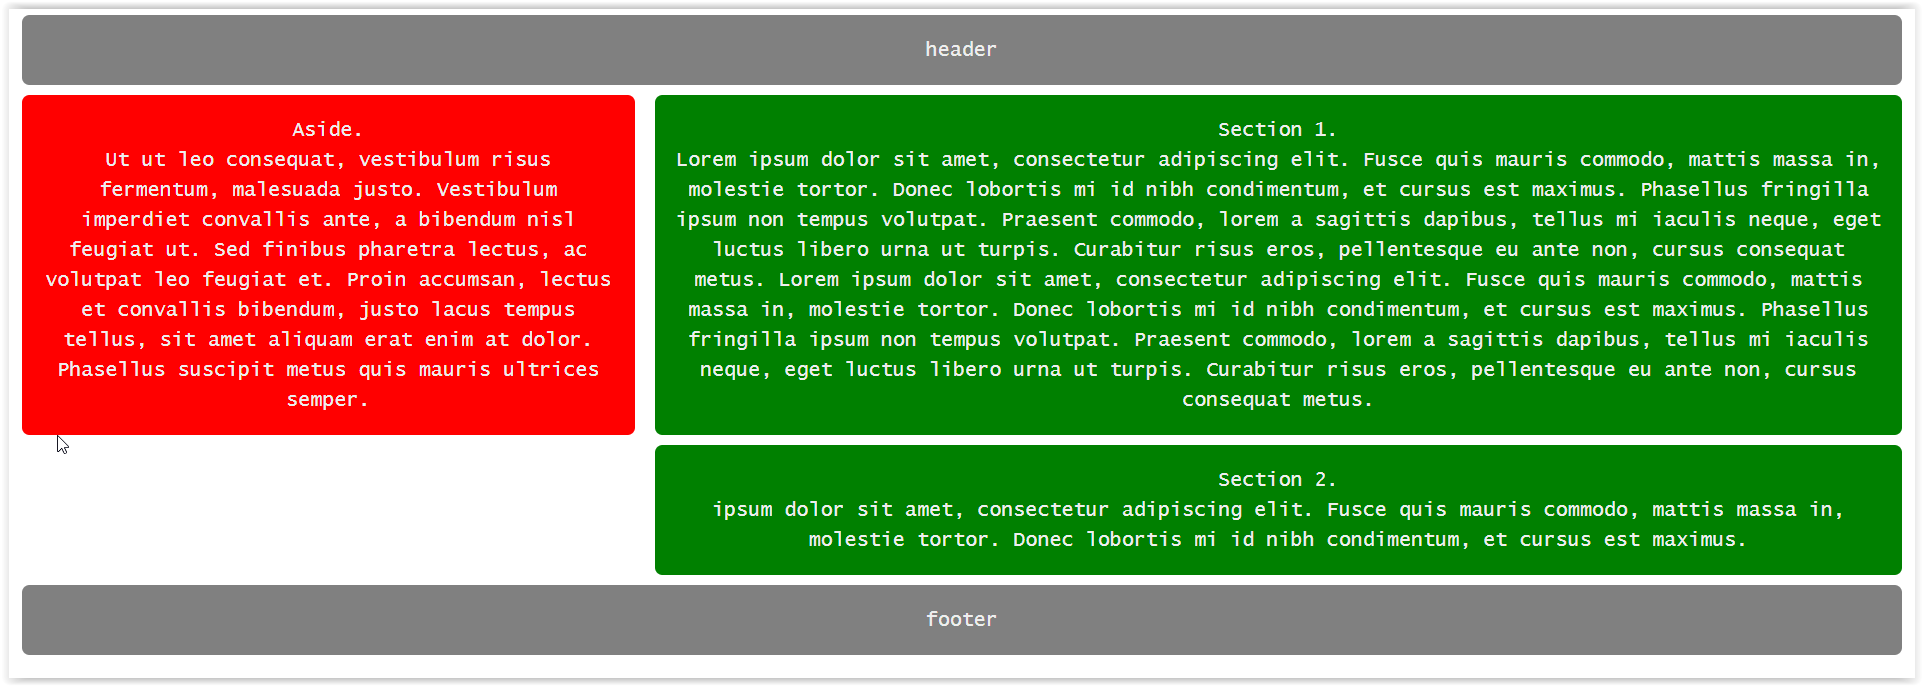 header
Aside.
Ut ut leo consequat, vestibulum risus
fermentum, malesuada justo. Vestibulum
imperdiet convallis ante, a bibendum nisl
feugiat ut. Sed finibus pharetra lectus, ac
volutpat leo feugiat et. Proin accumsan, lectus
et convallis bibendum, justo lacus tempus
tellus, sit amet aliquam erat enim at dolor.
Phasellus suscipit metus quis mauris ultrices
semper.
Section 1.
Lorem ipsum dolor sit amet, consectetur adipiscing elit. Fusce quis mauris commodo, mattis massa in,
molestie tortor. Donec lobortis mi id nibh condimentum, et cursus est maximus. Phasellus fringilla
ipsum non tempus volutpat. Praesent commodo, lorem a sagittis dapibus, tellus mi iaculis neque, eget
luctus libero urna ut turpis. Curabitur risus eros, pellentesque eu ante non, cursus consequat
metus. Lorem ipsum dolor sit amet, consectetur adipiscing elit. Fusce quis mauris commodo, mattis
massa in, molestie tortor. Donec lobortis mi id nibh condimentum, et cursus est maximus. Phasellus
fringilla ipsum non tempus volutpat. Praesent commodo, lorem a sagittis dapibus, tellus mi iaculis
neque, eget luctus libero urna ut turpis. Curabitur risus eros, pellentesque eu ante non, cursus
consequat metus.
Section 2.
ipsum dolor sit amet, consectetur adipiscing elit. Fusce quis mauris commodo, mattis massa in,
molestie tortor. Donec lobortis mi id nibh condimentum, et cursus est maximus.
footer